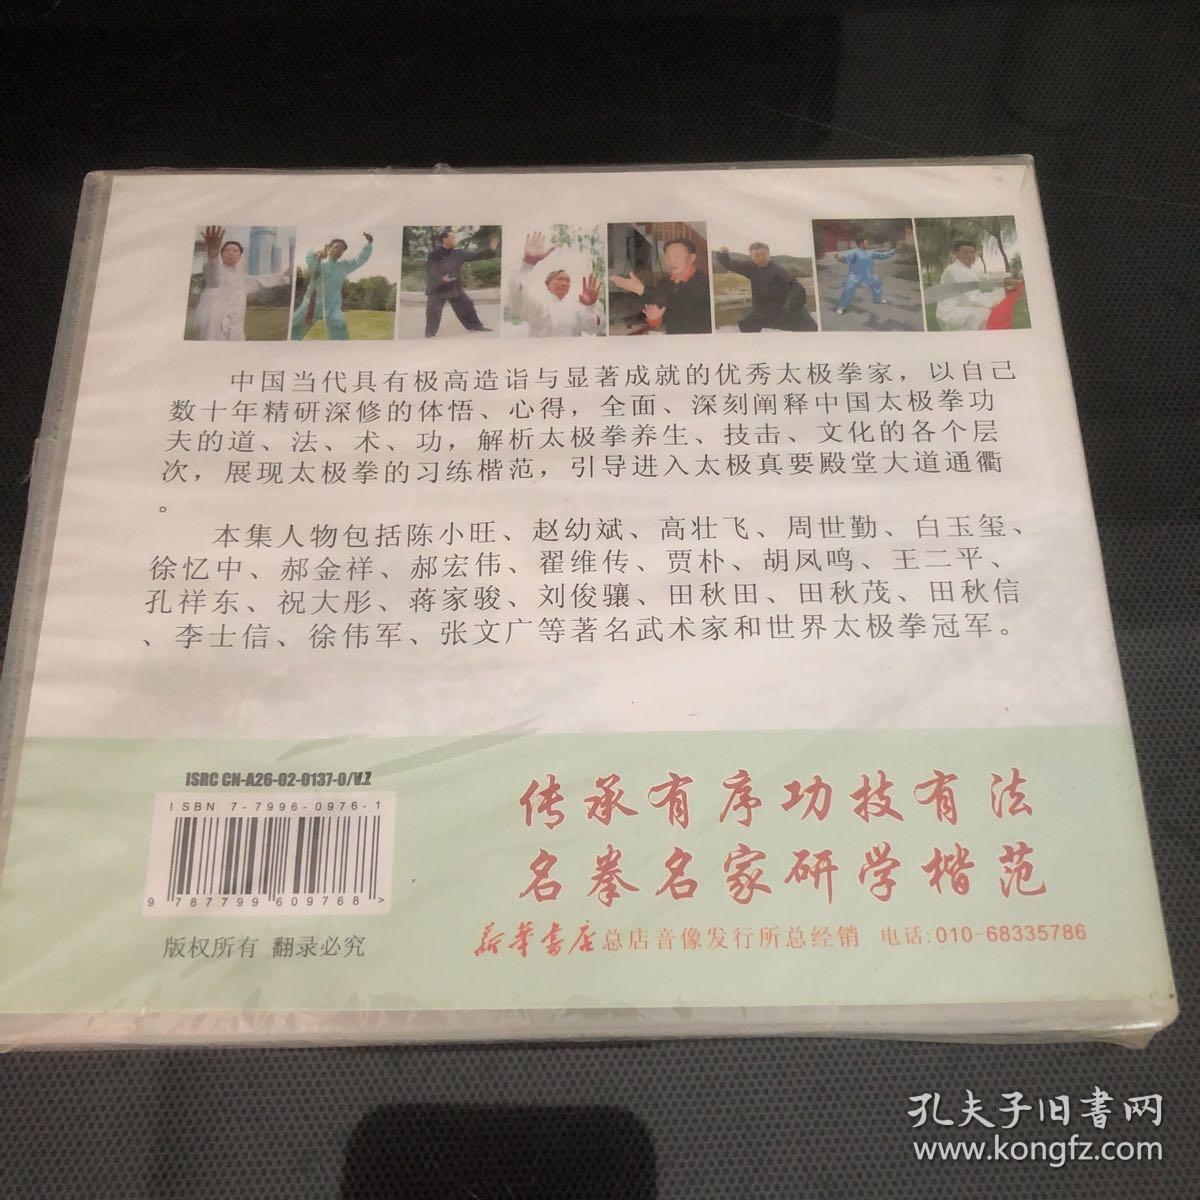 中国当代具有极高造诣与显著成就的优秀太极拳家，以自己
数十年精研深修的体悟、心得，全面、深刻阐释中国太极拳功
夫的道、法、术、功，解析太极拳养生、技击、文化的各个层
次，展现太极拳的习练楷范，引导进入太极真要殿堂大道通衢
。
本集人物包括陈小旺、赵幼斌、高壮飞、周世勤、白玉玺、
徐忆中、郝金祥、郝宏伟、翟维传、贾朴、胡凤鸣、王二平、
孔祥东、祝大彤、蒋家骏、刘俊骧、田秋田、田秋茂、田秋信
、李士信、徐伟军、张文广等著名武术家和世界太极拳冠军。
ISRC CN-A26-02-0137-0/V.Z
ISBN 7-7996-0976-1
9 787799 609768 >
版权所有 翻录必究
传承有序功技有法
名拳名家研学楷范
新华书店总店音像发行所总经销 电话:010-68335786
孔夫子旧书网
www.kongfz.com